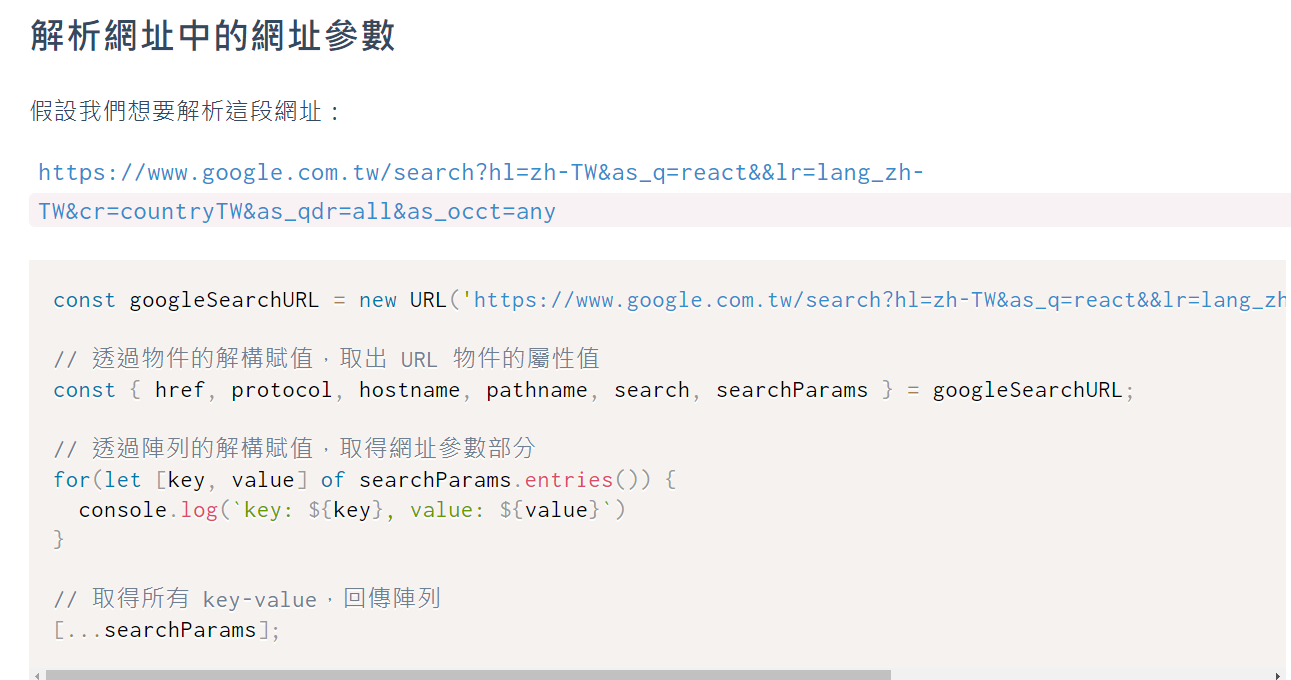 解析網址中的網址參數
假設我們想要解析這段網址：
https://www.google.com.tw/search?hl=zh-TW&as_q=react&&lr=lang_zh-
TW&cr=countryTW&as_qdr=all&as_occt=any
const googleSearchURL = new URL('https://www.google.com.tw/search?hl=zh-TW&as_q=react&&lr=lang_zh
// 透過物件的解構賦值，取出 URL 物件的屬性值
const { href, protocol, hostname, pathname, search, searchParams } = googleSearchURL;
// 透過陣列的解構賦值，取得網址參數部分
for(let [key, value] of searchParams.entries()) {
  console.log(`key: ${key}, value: ${value}`)
}
// 取得所有 key-value，回傳陣列
[...searchParams];